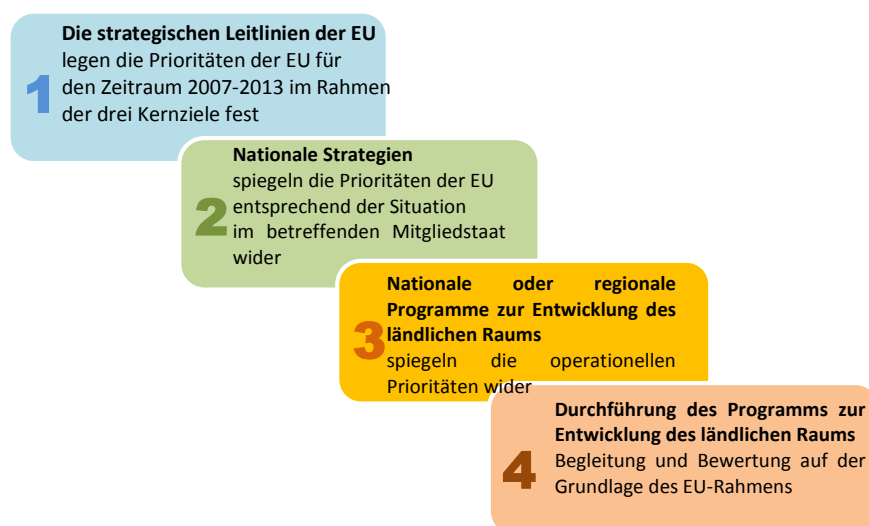 Die strategischen Leitlinien der EU
legen die Prioritäten der EU für
den Zeitraum 2007-2013 im Rahmen
der drei Kernziele fest
1
Nationale Strategien
spiegeln die Prioritäten der EU
entsprechend der Situation
im betreffenden Mitgliedstaat
wider
2
Nationale oder regionale
Programme zur Entwicklung des
ländlichen Raums
spiegeln die operationellen
Prioritäten wider
3
Durchführung des Programms zur
Entwicklung des ländlichen Raums
Begleitung und Bewertung auf der
Grundlage des EU-Rahmens
4